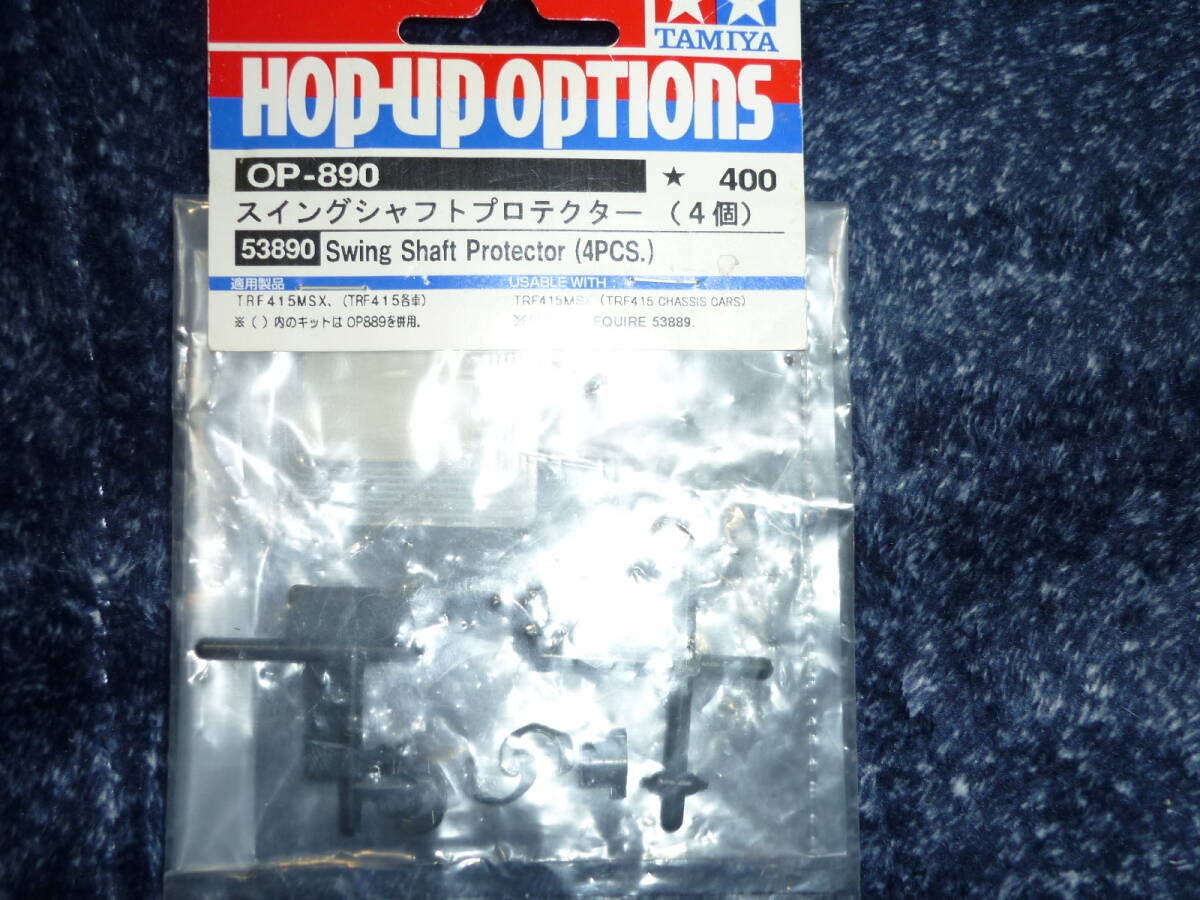 TAMIYA
HOP-UP OPTIONS
OP-890 ★ 400
スイングシャフトプロテクター (4個)
53890 Swing Shaft Protector (4PCS.)
適用製品 USABLE WITH :
TRF415MSX、(TRF415各車) TRF415MSX (TRF415 CHASSIS CARS)
※( )内のキットは OP889を併用. ※ EQUIRE 53889.